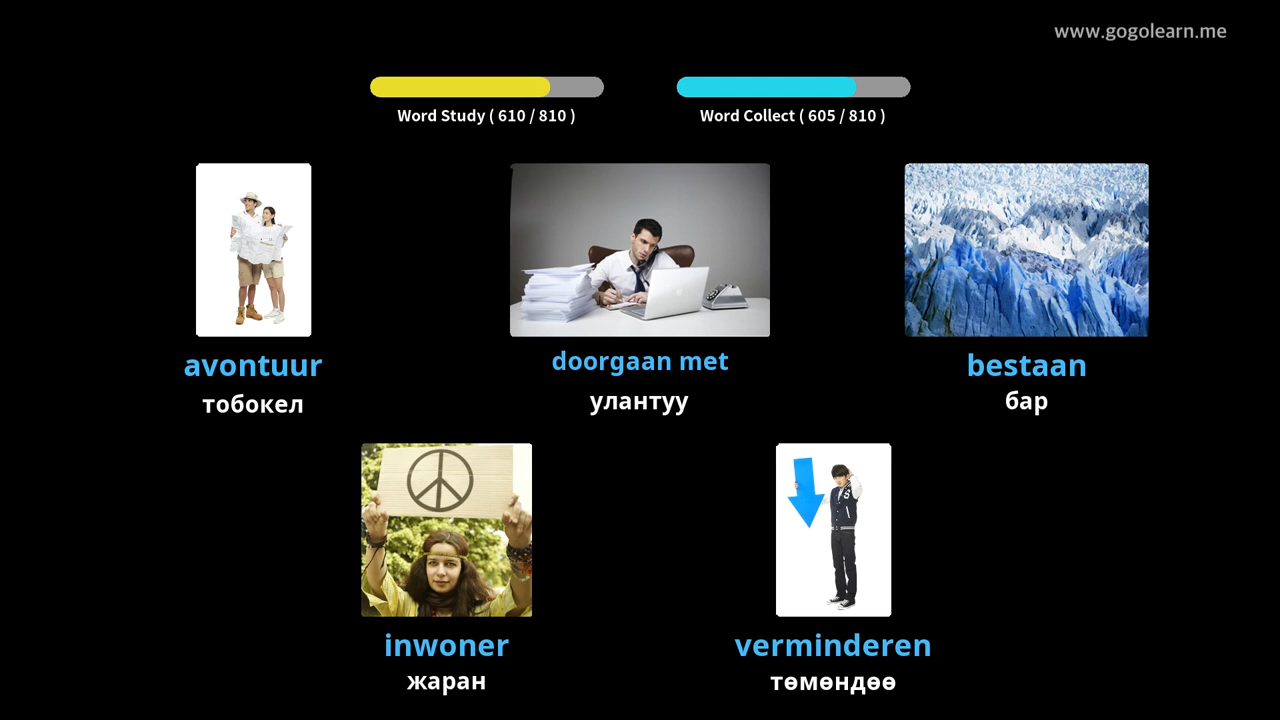 www.gogolearn.me
Word Study ( 610 / 810 )
Word Collect ( 605 / 810 )
avontuur
тобокел
doorgaan met
улантуу
bestaan
бар
inwoner
жаран
verminderen
төмөндөө